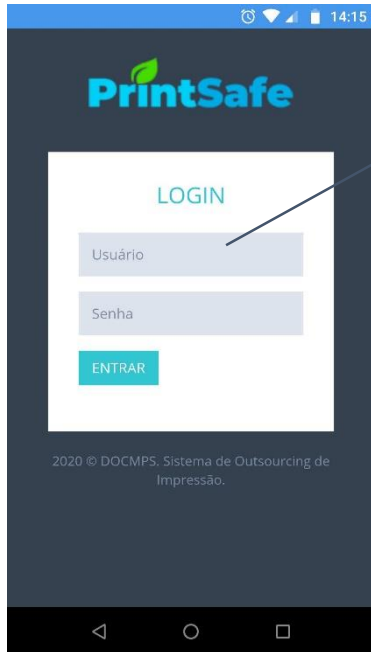 14:15
PrintSafe
LOGIN
Usuário
Senha
ENTRAR
2020 © DOCMPS. Sistema de Outsourcing de
Impressão.